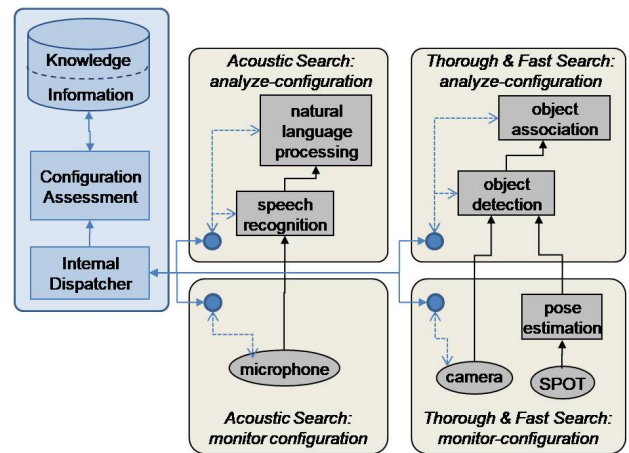 Knowledge
Information
Configuration
Assessment
Internal
Dispatcher
Acoustic Search:
analyze-configuration
natural
language
processing
speech
recognition
microphone
Acoustic Search:
monitor configuration
Thorough & Fast Search:
analyze-configuration
object
association
object
detection
pose
estimation
camera
SPOT
Thorough & Fast Search:
monitor-configuration